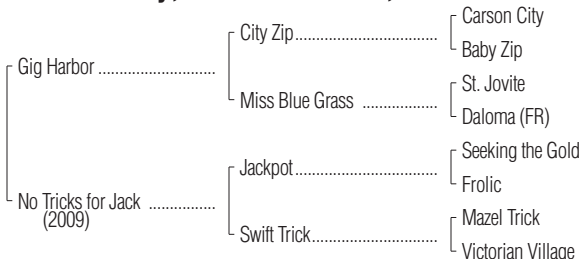 Carson City
City Zip
Baby Zip
Gig Harbor
St. Jovite
Miss Blue Grass
Daloma (FR)
Seeking the Gold
Jackpot
Frolic
No Tricks for Jack
(2009)
Mazel Trick
Swift Trick
Victorian Village